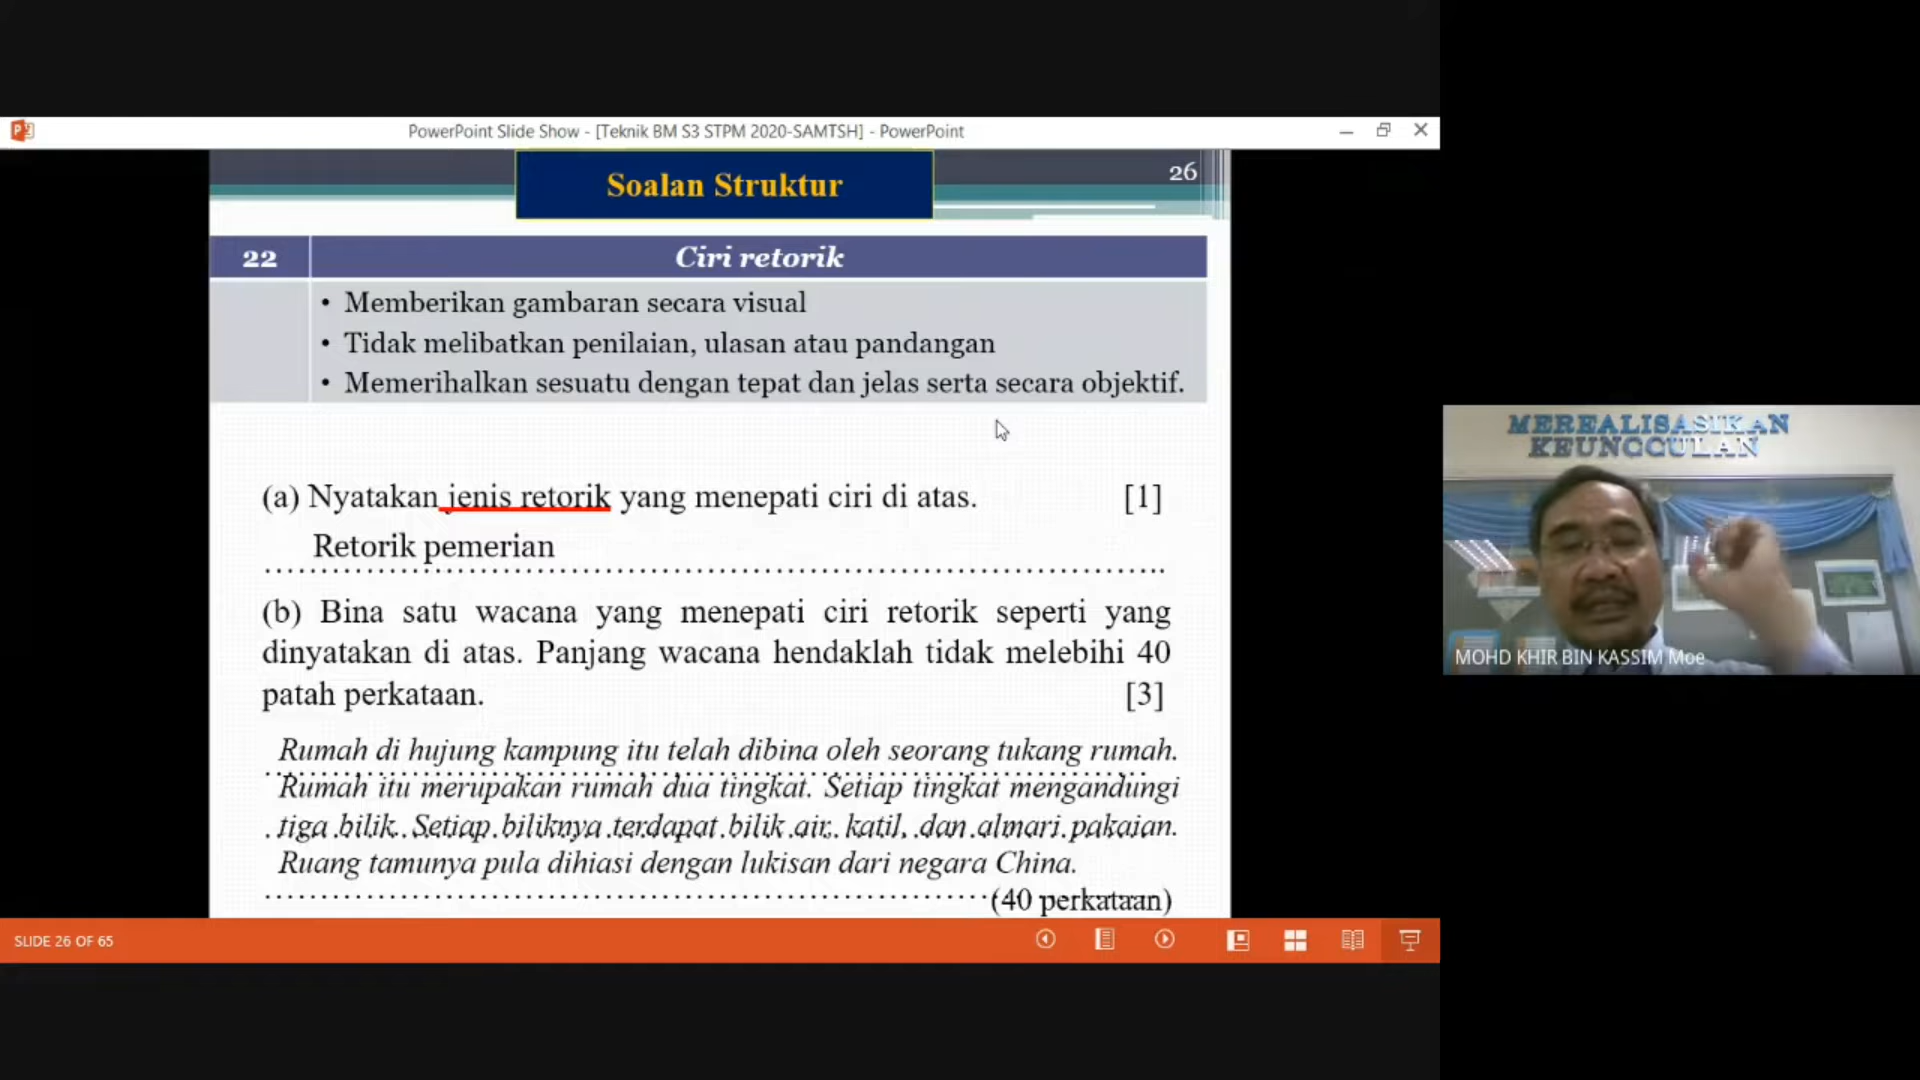 PowerPoint Slide Show - [Teknik BM S3 STPM 2020-SAMTSH] - PowerPoint
Soalan Struktur
26
22
Ciri retorik
• Memberikan gambaran secara visual
• Tidak melibatkan penilaian, ulasan atau pandangan
• Memerihalkan sesuatu dengan tepat dan jelas serta secara objektif.
MEREALISASIKAN
KEUNGGULAN
(a) Nyatakan jenis retorik yang menepati ciri di atas. [1]
Retorik pemerian
(b) Bina satu wacana yang menepati ciri retorik seperti yang
dinyatakan di atas. Panjang wacana hendaklah tidak melebihi 40
patah perkataan. [3]
MOHD KHIR BIN KASSIM Moe
Rumah di hujung kampung itu telah dibina oleh seorang tukang rumah.
Rumah itu merupakan rumah dua tingkat. Setiap tingkat mengandungi
tiga bilik. Setiap biliknya terdapat bilik air, katil, dan almari pakaian.
Ruang tamunya pula dihiasi dengan lukisan dari negara China.
(40 perkataan)
SLIDE 26 OF 65